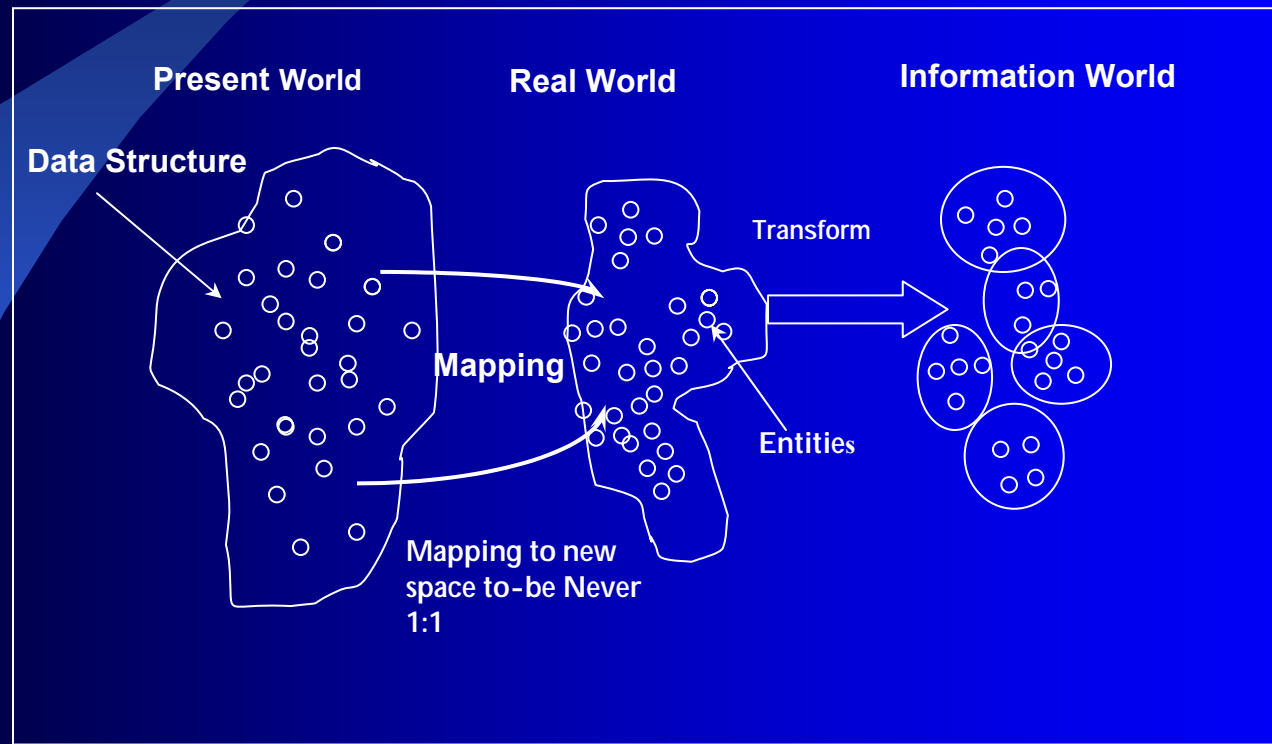 Present World
Real World
Information World
Data Structure
Transform
Mapping
Entities
Mapping to new
space to-be Never
1:1